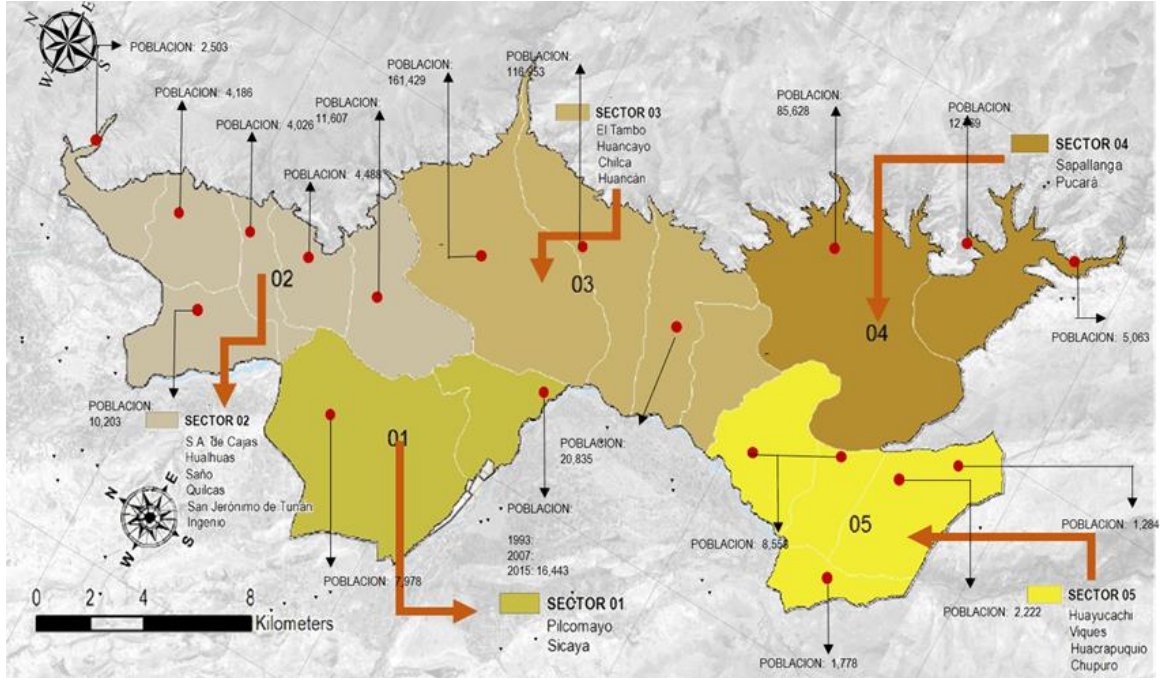 N
E
W
S
POBLACION: 2,503
POBLACION: 4,186
POBLACION: 4,026
POBLACION:
11,607
POBLACION: 4,488
POBLACION:
161,429
POBLACION:
SECTOR 03
El Tambo
Huancayo
Chilca
Huancán
POBLACION:
85,628
POBLACION:
SECTOR 04
Sapallanga
Pucará
02
03
04
POBLACION: 5,063
POBLACION:
10,203
SECTOR 02
S.A. de Cajas
Hualhuas
Saño
Quilcas
San Jerónimo de Tunán
Ingenio
N
E
W
S
01
POBLACION:
20,835
POBLACION:
1993:
2007:
2015: 16,443
POBLACION: 7,978
05
POBLACION: 8,558
POBLACION: 1,284
POBLACION: 2,222
POBLACION: 1,778
0 2 4 8
Kilometers
SECTOR 01
Pilcomayo
Sicaya
SECTOR 05
Huayucachi
Viques
Huacrapuquio
Chupuro